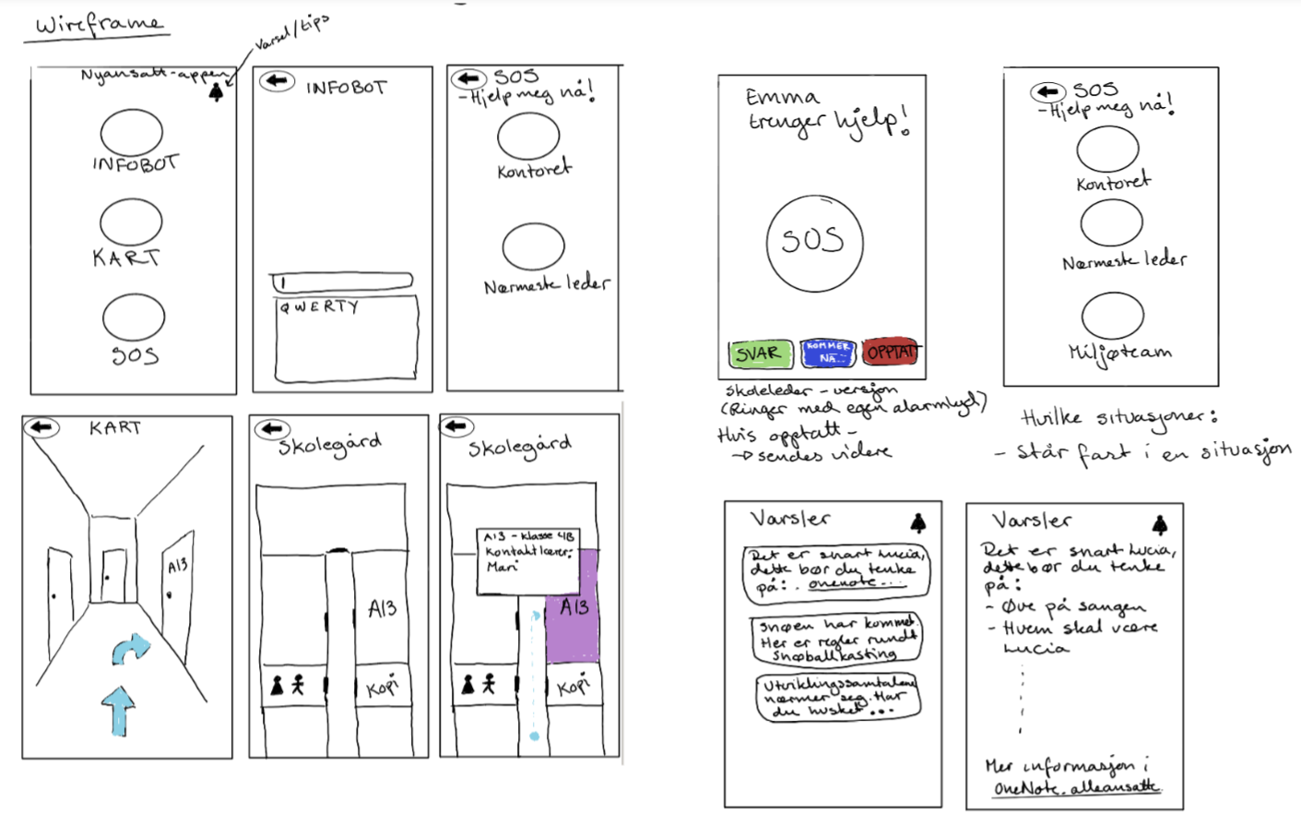 Wireframe
Varsel/tips
Nyansatt-appen
INFOBOT
KART
SOS
INFOBOT
QWERTY
SOS
-Hjelp meg nå!
Kontoret
Nærmeste leder
Emma
trenger hjelp!
SOS
SVAR
KOMMER
NÅ...
OPPTATT
Skoleleder-versjon
(Ringer med egen alarmlyd)
Hvis opptatt -
→ sendes videre
SOS
-Hjelp meg nå!
Kontoret
Nærmeste leder
Miljøteam
Hvilke situasjoner:
- Står fast i en situasjon
KART
A13
Skolegård
A13
Kopi
Skolegård
A13 - Klasse 4B
Kontaktlærer:
Mari
A13
Kopi
Varsler
Det er snart Lucia,
dette bør du tenke
på: . onenote...
Snøen har kommet.
Her er regler rundt
Snøballkasting
Utviklingssamtalene
nærmer seg. Har
du husket ...
Varsler
Det er snart Lucia,
dette bør du tenke
på:
- Øve på sangen
- Hvem skal være
Lucia
Mer informasjon i
OneNote.alleansatte